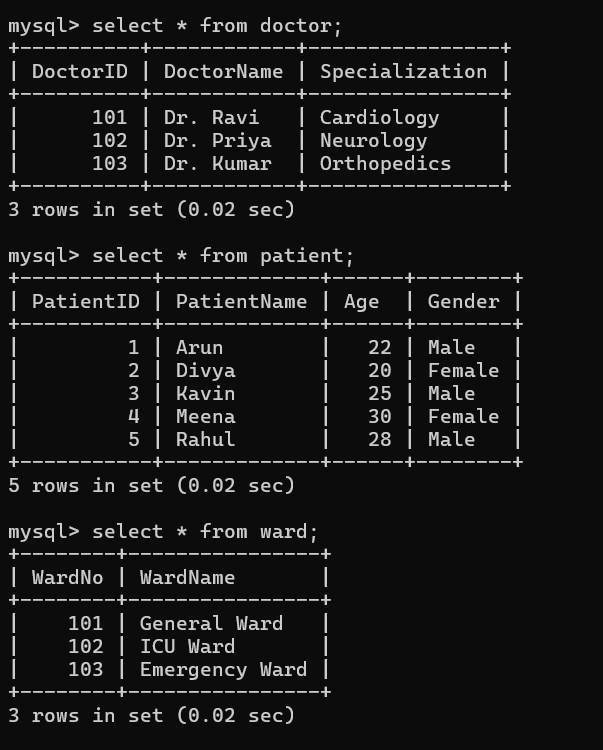 mysql> select * from doctor;
+----------+-------------+----------------+
| DoctorID | DoctorName  | Specialization |
+----------+-------------+----------------+
|      101 | Dr. Ravi    | Cardiology     |
|      102 | Dr. Priya   | Neurology      |
|      103 | Dr. Kumar   | Orthopedics    |
+----------+-------------+----------------+
3 rows in set (0.02 sec)

mysql> select * from patient;
+-----------+-------------+------+--------+
| PatientID | PatientName | Age  | Gender |
+-----------+-------------+------+--------+
|         1 | Arun        |   22 | Male   |
|         2 | Divya       |   20 | Female |
|         3 | Kavin       |   25 | Male   |
|         4 | Meena       |   30 | Female |
|         5 | Rahul       |   28 | Male   |
+-----------+-------------+------+--------+
5 rows in set (0.02 sec)

mysql> select * from ward;
+--------+----------------+
| WardNo | WardName       |
+--------+----------------+
|    101 | General Ward   |
|    102 | ICU Ward       |
|    103 | Emergency Ward |
+--------+----------------+
3 rows in set (0.02 sec)